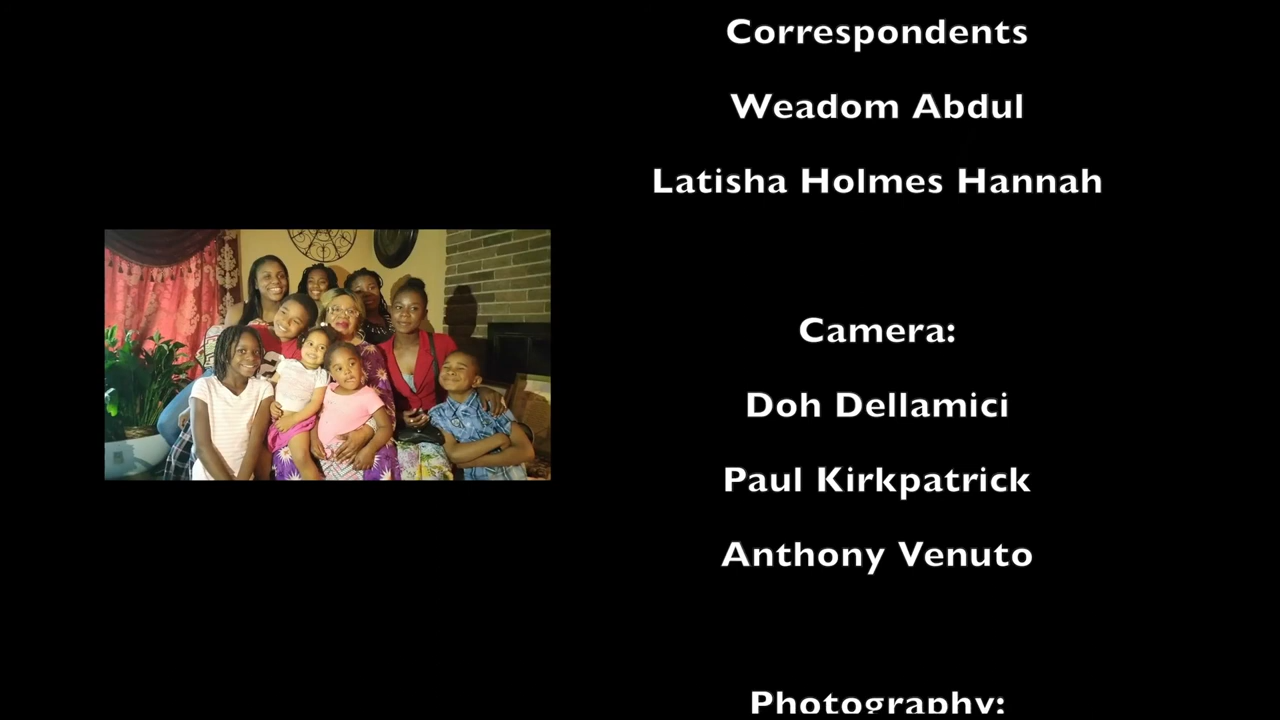 Correspondents
Weadom Abdul
Latisha Holmes Hannah
Camera:
Doh Dellamici
Paul Kirkpatrick
Anthony Venuto
Photography: